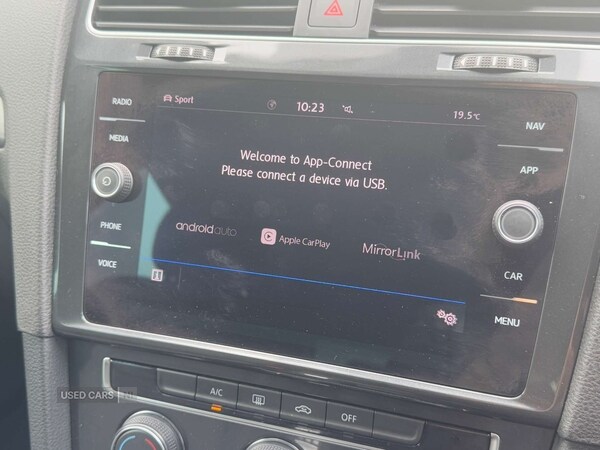 Sport 10:23 19.5°C
RADIO
MEDIA
PHONE
VOICE
Welcome to App-Connect
Please connect a device via USB.
androidauto
Apple CarPlay
MirrorLink
NAV
APP
CAR
MENU
A/C
OFF
USED CARS NI